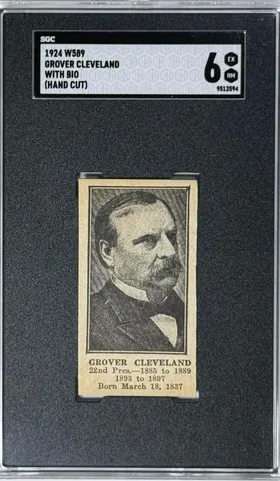 SGC
1924 W589
GROVER CLEVELAND
WITH BIO
(HAND CUT)
6 EX
NM
9512594
GROVER CLEVELAND
22nd Pres.—1885 to 1889
1893 to 1897
Born March 18, 1837